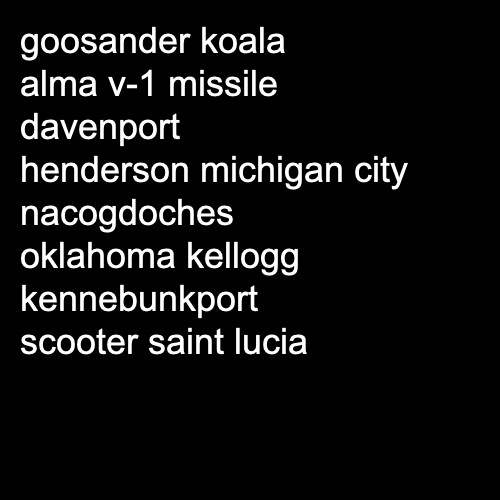 goosander koala
alma v-1 missile
davenport
henderson michigan city
nacogdoches
oklahoma kellogg
kennebunkport
scooter saint lucia